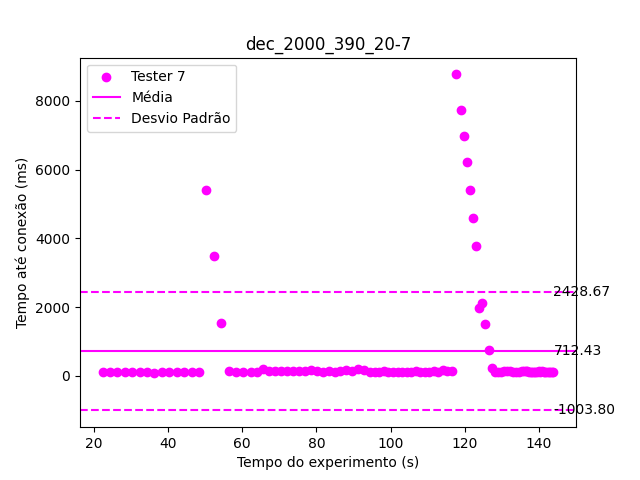 dec_2000_390_20-7
Tester 7
Média
Desvio Padrão
Tempo até conexão (ms)
8000
6000
4000
2000
0
2428.67
712.43
-1003.80
20
40
60
80
100
120
140
Tempo do experimento (s)